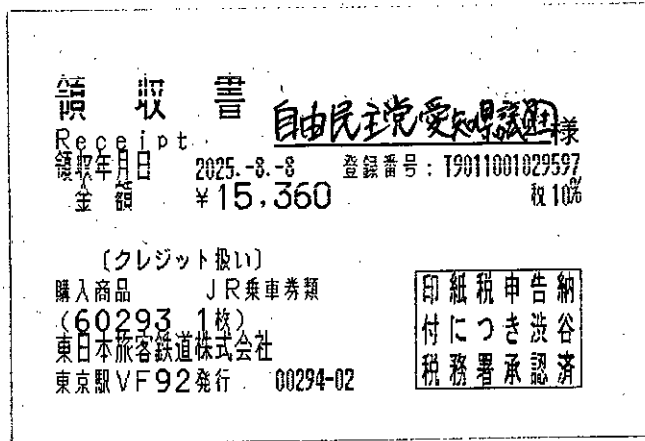 領収書
自由民主党愛知県議団様
Receipt
領収年月日 2025.-8.-8 登録番号：T9011001029597
金額 ¥15,360 税10%
〔クレジット扱い〕
購入商品 JR乗車券類
(60293 1枚)
東日本旅客鉄道株式会社
東京駅VF92発行 00294-02
印紙税申告納
付につき渋谷
税務署承認済